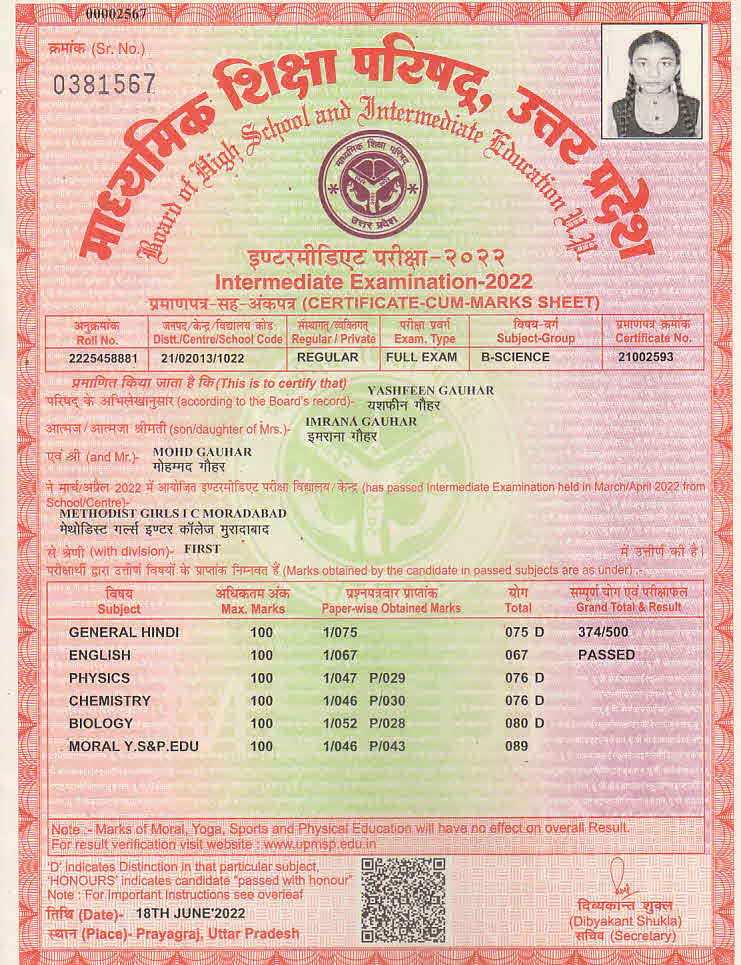 00002567
क्रमांक (Sr. No.)
0381567
माध्यमिक शिक्षा परिषद्, उत्तर प्रदेश
Board of High School and Intermediate Education U.P.
माध्यमिक शिक्षा परिषद्
उत्तर प्रदेश
इण्टरमीडिएट परीक्षा-२०२२
Intermediate Examination-2022
प्रमाणपत्र-सह-अंकपत्र (CERTIFICATE-CUM-MARKS SHEET)
अनुक्रमांक जनपद/केन्द्र/विद्यालय कोड संस्थागत/व्यक्तिगत् परीक्षा प्रवर्ग विषय-वर्ग प्रमाणपत्र क्रमांक
Roll No. Distt./Centre/School Code Regular / Private Exam. Type Subject-Group Certificate No.
2225458881 21/02013/1022 REGULAR FULL EXAM B-SCIENCE 21002593
प्रमाणित किया जाता है कि (This is to certify that)
YASHFEEN GAUHAR
परिषद् के अभिलेखानुसार (according to the Board's record)- यशफीन गौहर
IMRANA GAUHAR
आत्मज/आत्मजा श्रीमती (son/daughter of Mrs.)- इमराना गौहर
एवं श्री (and Mr.)- MOHD GAUHAR
मोहम्मद गौहर
ने मार्च/अप्रैल 2022 में आयोजित इण्टरमीडिएट परीक्षा विद्यालय/केन्द्र (has passed Intermediate Examination held in March/April 2022 from
School/Centre)-
METHODIST GIRLS I C MORADABAD
मेथोडिस्ट गर्ल्स इण्टर कॉलेज मुरादाबाद
से श्रेणी (with division)- FIRST में उत्तीर्ण की है।
परीक्षार्थी द्वारा उत्तीर्ण विषयों के प्राप्तांक निम्नवत हैं (Marks obtained by the candidate in passed subjects are as under) :-
विषय अधिकतम अंक प्रश्नपत्रवार प्राप्तांक योग सम्पूर्ण योग एवं परीक्षाफल
Subject Max. Marks Paper-wise Obtained Marks Total Grand Total & Result
GENERAL HINDI 100 1/075 075 D 374/500
ENGLISH 100 1/067 067 PASSED
PHYSICS 100 1/047 P/029 076 D
CHEMISTRY 100 1/046 P/030 076 D
BIOLOGY 100 1/052 P/028 080 D
MORAL Y.S&P.EDU 100 1/046 P/043 089
Note :- Marks of Moral, Yoga, Sports and Physical Education will have no effect on overall Result.
For result verification visit website : www.upmsp.edu.in
'D' indicates Distinction in that particular subject,
'HONOURS' indicates candidate "passed with honour"
Note : For Important Instructions see overleaf
तिथि (Date)- 18TH JUNE'2022
स्थान (Place)- Prayagraj, Uttar Pradesh
दिव्यकान्त शुक्ल
(Dibyakant Shukla)
सचिव (Secretary)